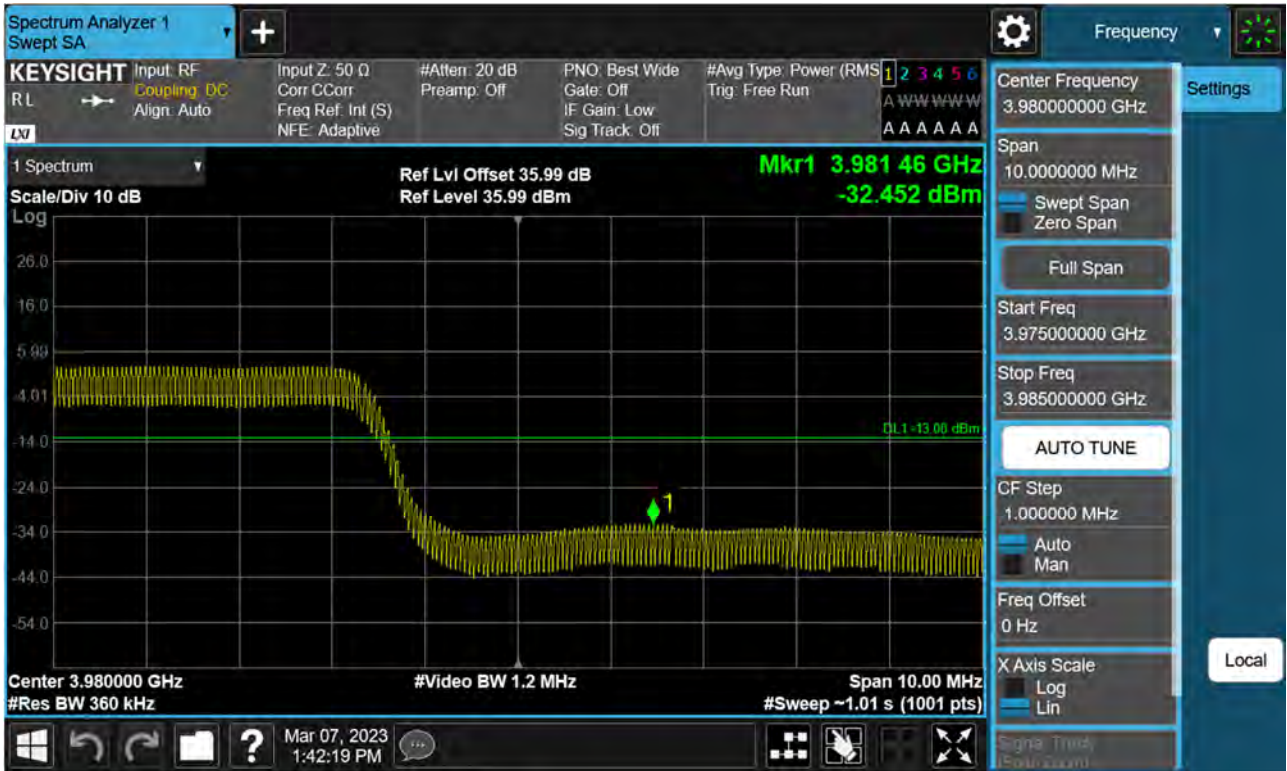 Spectrum Analyzer 1
Swept SA
+
Frequency
KEYSIGHT
RL
LXI
Input: RF
Coupling: DC
Align: Auto
Input Z: 50 Ω
Corr CCorr
Freq Ref: Int (S)
NFE: Adaptive
#Atten: 20 dB
Preamp: Off
PNO: Best Wide
Gate: Off
IF Gain: Low
Sig Track: Off
#Avg Type: Power (RMS
Trig: Free Run
1 2 3 4 5 6
A W W W W W
A A A A A A
1 Spectrum
Scale/Div 10 dB
Log
Ref Lvl Offset 35.99 dB
Ref Level 35.99 dBm
Mkr1 3.981 46 GHz
-32.452 dBm
26.0
16.0
5.99
-4.01
-14.0
-24.0
-34.0
-44.0
-54.0
DL1 -13.00 dBm
1
Center 3.980000 GHz
#Res BW 360 kHz
#Video BW 1.2 MHz
Span 10.00 MHz
#Sweep ~1.01 s (1001 pts)
Center Frequency
3.980000000 GHz
Settings
Span
10.0000000 MHz
Swept Span
Zero Span
Full Span
Start Freq
3.975000000 GHz
Stop Freq
3.985000000 GHz
AUTO TUNE
CF Step
1.000000 MHz
Auto
Man
Freq Offset
0 Hz
X Axis Scale
Log
Lin
Local
Signal Track
(Span Zoom)
?
Mar 07, 2023
1:42:19 PM